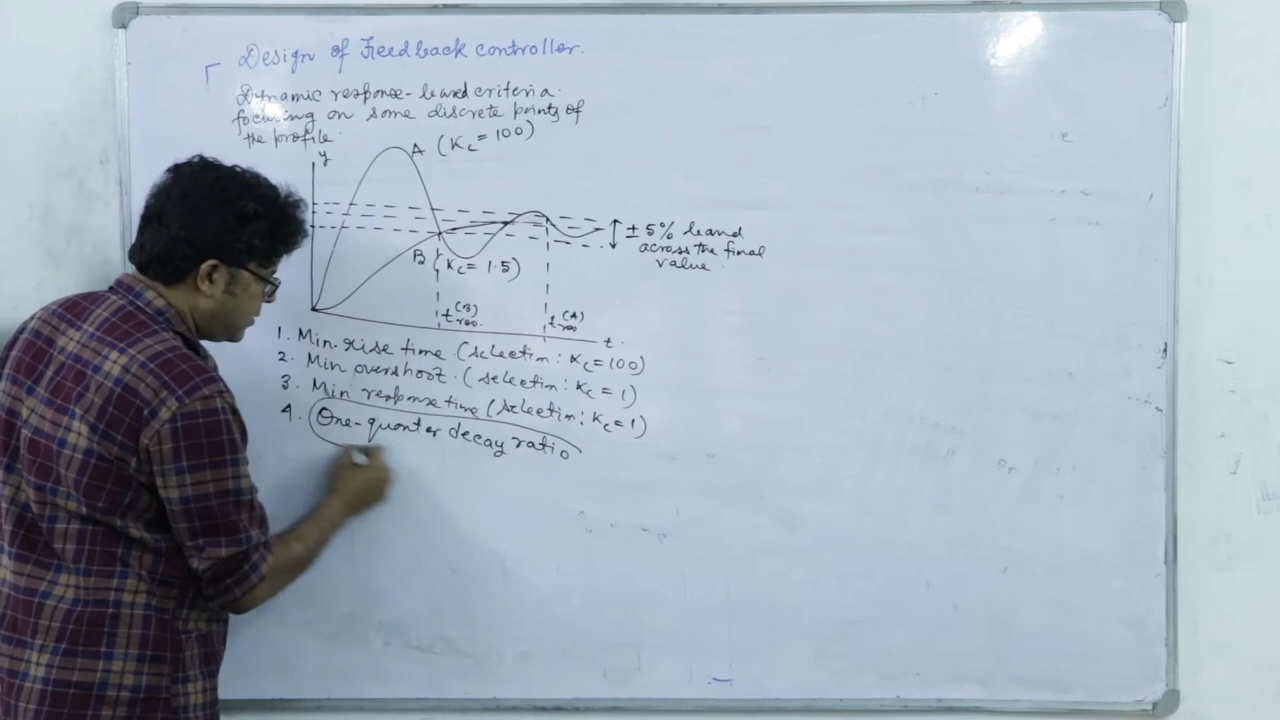 Design of Feedback controller.
Dynamic response-based criteria.
focusing on some discrete points of
the profile.
y
A (Kc = 100)
± 5% band
across the final
value.
B (Kc = 1.5)
t_res^(B)
t_res^(A)
t.
1. Min. rise time (selection: Kc = 100)
2. Min overshoot. (selection: Kc = 1)
3. Min response time (selection: Kc = 1)
4. One-quarter decay ratio